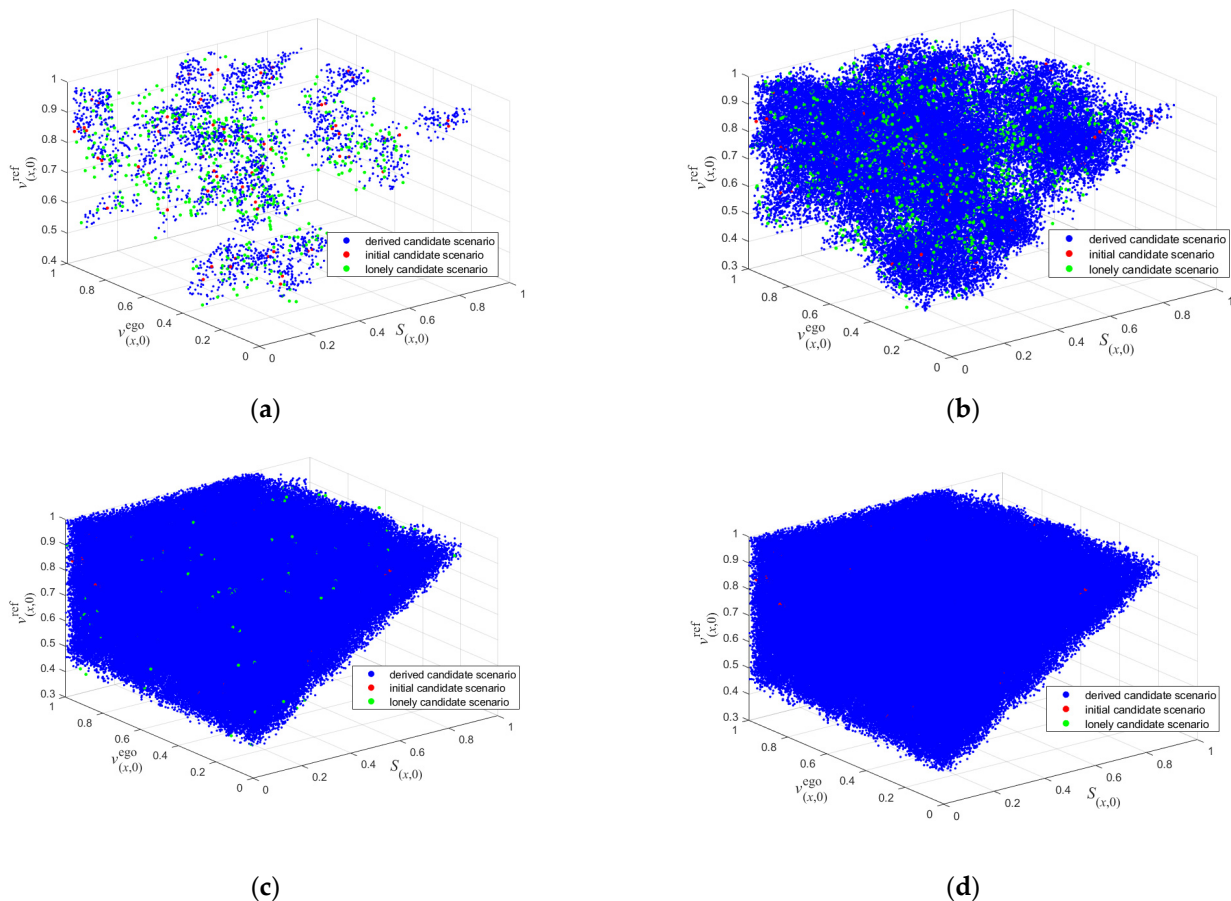 1
0.9
0.8
0.7
0.6
0.5
0.4
v^ref_(x,0)
1
0.8
0.6
0.4
0.2
0
v^ego_(x,0)
0
0.2
0.4
0.6
0.8
1
S_(x,0)
derived candidate scenario
initial candidate scenario
lonely candidate scenario
(a)
1
0.9
0.8
0.7
0.6
0.5
0.4
0.3
v^ref_(x,0)
1
0.8
0.6
0.4
0.2
0
v^ego_(x,0)
0
0.2
0.4
0.6
0.8
1
S_(x,0)
derived candidate scenario
initial candidate scenario
lonely candidate scenario
(b)
1
0.9
0.8
0.7
0.6
0.5
0.4
0.3
v^ref_(x,0)
1
0.8
0.6
0.4
0.2
0
v^ego_(x,0)
0
0.2
0.4
0.6
0.8
1
S_(x,0)
derived candidate scenario
initial candidate scenario
lonely candidate scenario
(c)
1
0.9
0.8
0.7
0.6
0.5
0.4
0.3
v^ref_(x,0)
1
0.8
0.6
0.4
0.2
0
v^ego_(x,0)
0
0.2
0.4
0.6
0.8
1
S_(x,0)
derived candidate scenario
initial candidate scenario
lonely candidate scenario
(d)